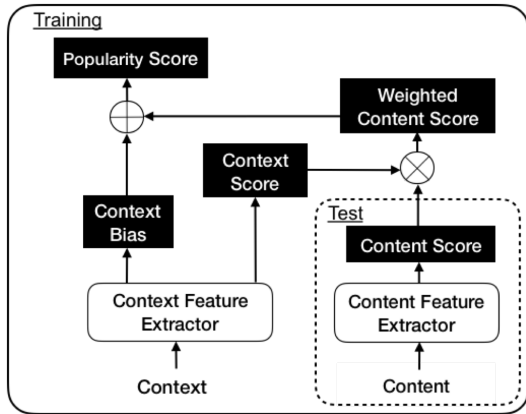 Training
Popularity Score
Weighted
Content Score
Context
Score
Context
Bias
Test
Content Score
Context Feature
Extractor
Content Feature
Extractor
Context
Content